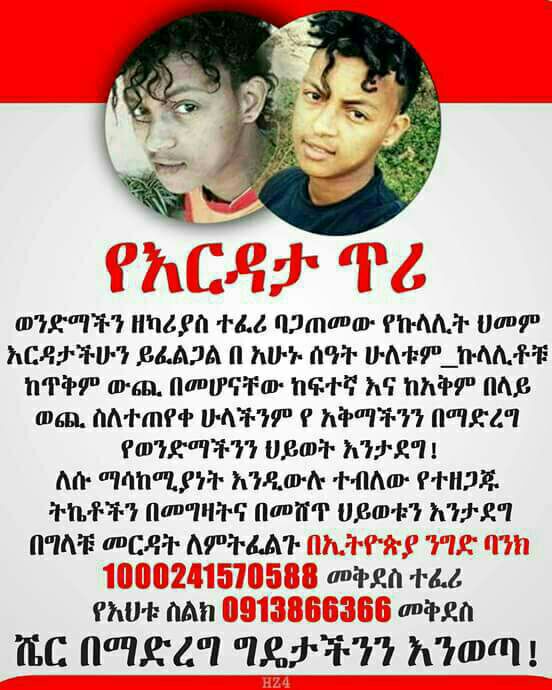 የእርዳታ ጥሪ
ወንድማችን ዘካሪያስ ተፈሪ ባጋጠመው የኩላሊት ህመም
እርዳታችሁን ይፈልጋል በ አሁኑ ሰዓት ሁለቱም_ኩላሊቶቹ
ከጥቅም ውጪ በመሆናቸው ከፍተኛ እና ከአቅም በላይ
ወጪ ስለተጠየቀ ሁላችንም የ አቅማችንን በማድረግ
የወንድማችንን ህይወት እንታደግ!
ለሱ ማሳከሚያነት እንዲውሉ ተብለው የተዘጋጁ
ትኬቶችን በመግዛትና በመሸጥ ህይወቱን እንታደግ
በግላቹ መርዳት ለምትፈልጉ በኢትዮጵያ ንግድ ባንክ
1000241570588 መቅደስ ተፈሪ
የእህቱ ስልክ 0913866366 መቅደስ
ሼር በማድረግ ግዴታችንን እንወጣ!
HZ4